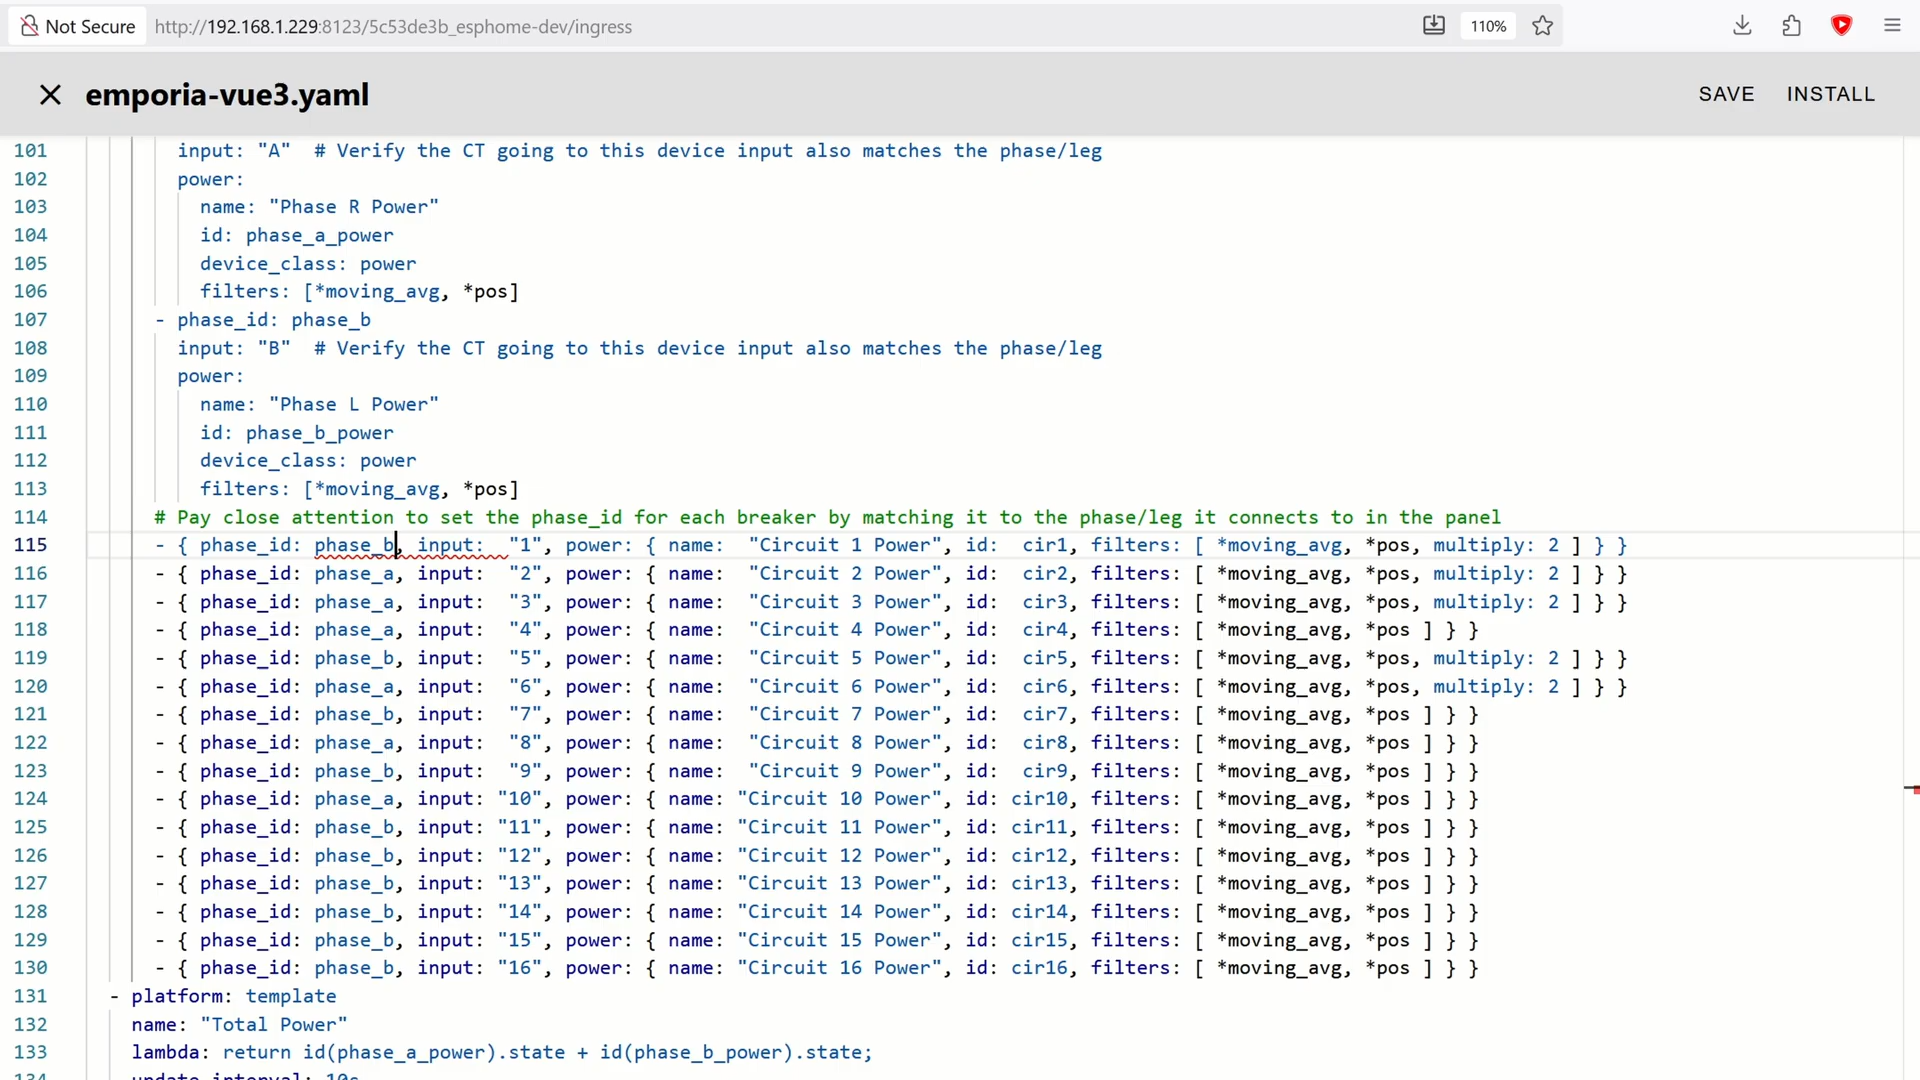 Not Secure http://192.168.1.229:8123/5c53de3b_esphome-dev/ingress 110%
emporia-vue3.yaml SAVE INSTALL
101 input: "A"  # Verify the CT going to this device input also matches the phase/leg
102 power:
103 name: "Phase R Power"
104 id: phase_a_power
105 device_class: power
106 filters: [*moving_avg, *pos]
107 - phase_id: phase_b
108 input: "B"  # Verify the CT going to this device input also matches the phase/leg
109 power:
110 name: "Phase L Power"
111 id: phase_b_power
112 device_class: power
113 filters: [*moving_avg, *pos]
114 # Pay close attention to set the phase_id for each breaker by matching it to the phase/leg it connects to in the panel
115 - { phase_id: phase_b, input:  "1", power: { name:  "Circuit 1 Power", id:  cir1, filters: [ *moving_avg, *pos, multiply: 2 ] } }
116 - { phase_id: phase_a, input:  "2", power: { name:  "Circuit 2 Power", id:  cir2, filters: [ *moving_avg, *pos, multiply: 2 ] } }
117 - { phase_id: phase_a, input:  "3", power: { name:  "Circuit 3 Power", id:  cir3, filters: [ *moving_avg, *pos, multiply: 2 ] } }
118 - { phase_id: phase_a, input:  "4", power: { name:  "Circuit 4 Power", id:  cir4, filters: [ *moving_avg, *pos ] } }
119 - { phase_id: phase_b, input:  "5", power: { name:  "Circuit 5 Power", id:  cir5, filters: [ *moving_avg, *pos, multiply: 2 ] } }
120 - { phase_id: phase_a, input:  "6", power: { name:  "Circuit 6 Power", id:  cir6, filters: [ *moving_avg, *pos, multiply: 2 ] } }
121 - { phase_id: phase_b, input:  "7", power: { name:  "Circuit 7 Power", id:  cir7, filters: [ *moving_avg, *pos ] } }
122 - { phase_id: phase_a, input:  "8", power: { name:  "Circuit 8 Power", id:  cir8, filters: [ *moving_avg, *pos ] } }
123 - { phase_id: phase_b, input:  "9", power: { name:  "Circuit 9 Power", id:  cir9, filters: [ *moving_avg, *pos ] } }
124 - { phase_id: phase_a, input: "10", power: { name: "Circuit 10 Power", id: cir10, filters: [ *moving_avg, *pos ] } }
125 - { phase_id: phase_b, input: "11", power: { name: "Circuit 11 Power", id: cir11, filters: [ *moving_avg, *pos ] } }
126 - { phase_id: phase_b, input: "12", power: { name: "Circuit 12 Power", id: cir12, filters: [ *moving_avg, *pos ] } }
127 - { phase_id: phase_b, input: "13", power: { name: "Circuit 13 Power", id: cir13, filters: [ *moving_avg, *pos ] } }
128 - { phase_id: phase_b, input: "14", power: { name: "Circuit 14 Power", id: cir14, filters: [ *moving_avg, *pos ] } }
129 - { phase_id: phase_b, input: "15", power: { name: "Circuit 15 Power", id: cir15, filters: [ *moving_avg, *pos ] } }
130 - { phase_id: phase_b, input: "16", power: { name: "Circuit 16 Power", id: cir16, filters: [ *moving_avg, *pos ] } }
131 - platform: template
132 name: "Total Power"
133 lambda: return id(phase_a_power).state + id(phase_b_power).state;
134 update_interval: 10s